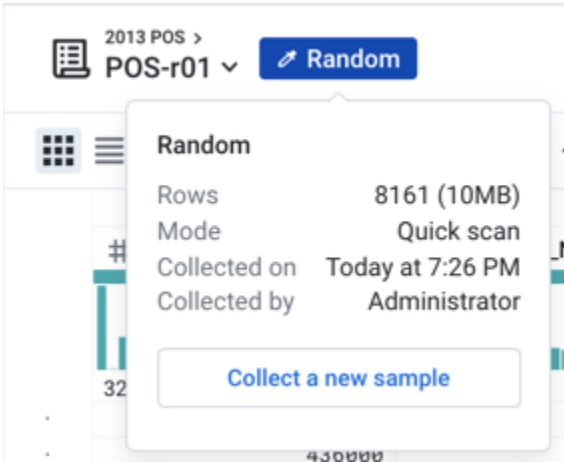 2013 POS >
POS-r01
Random
Random
Rows 8161 (10MB)
Mode Quick scan
Collected on Today at 7:26 PM
Collected by Administrator
Collect a new sample
#
32